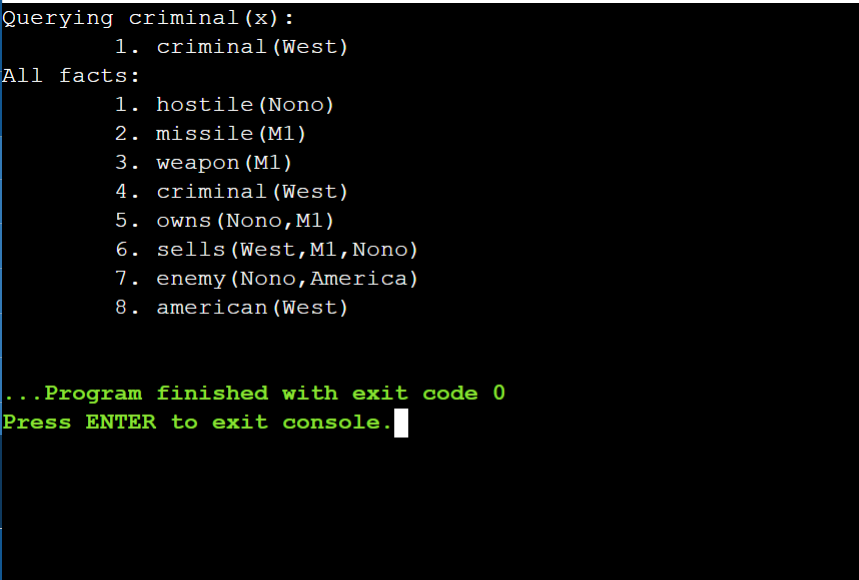 Querying criminal(x):
1. criminal(West)
All facts:
1. hostile(Nono)
2. missile(M1)
3. weapon(M1)
4. criminal(West)
5. owns(Nono,M1)
6. sells(West,M1,Nono)
7. enemy(Nono,America)
8. american(West)
...Program finished with exit code 0
Press ENTER to exit console.